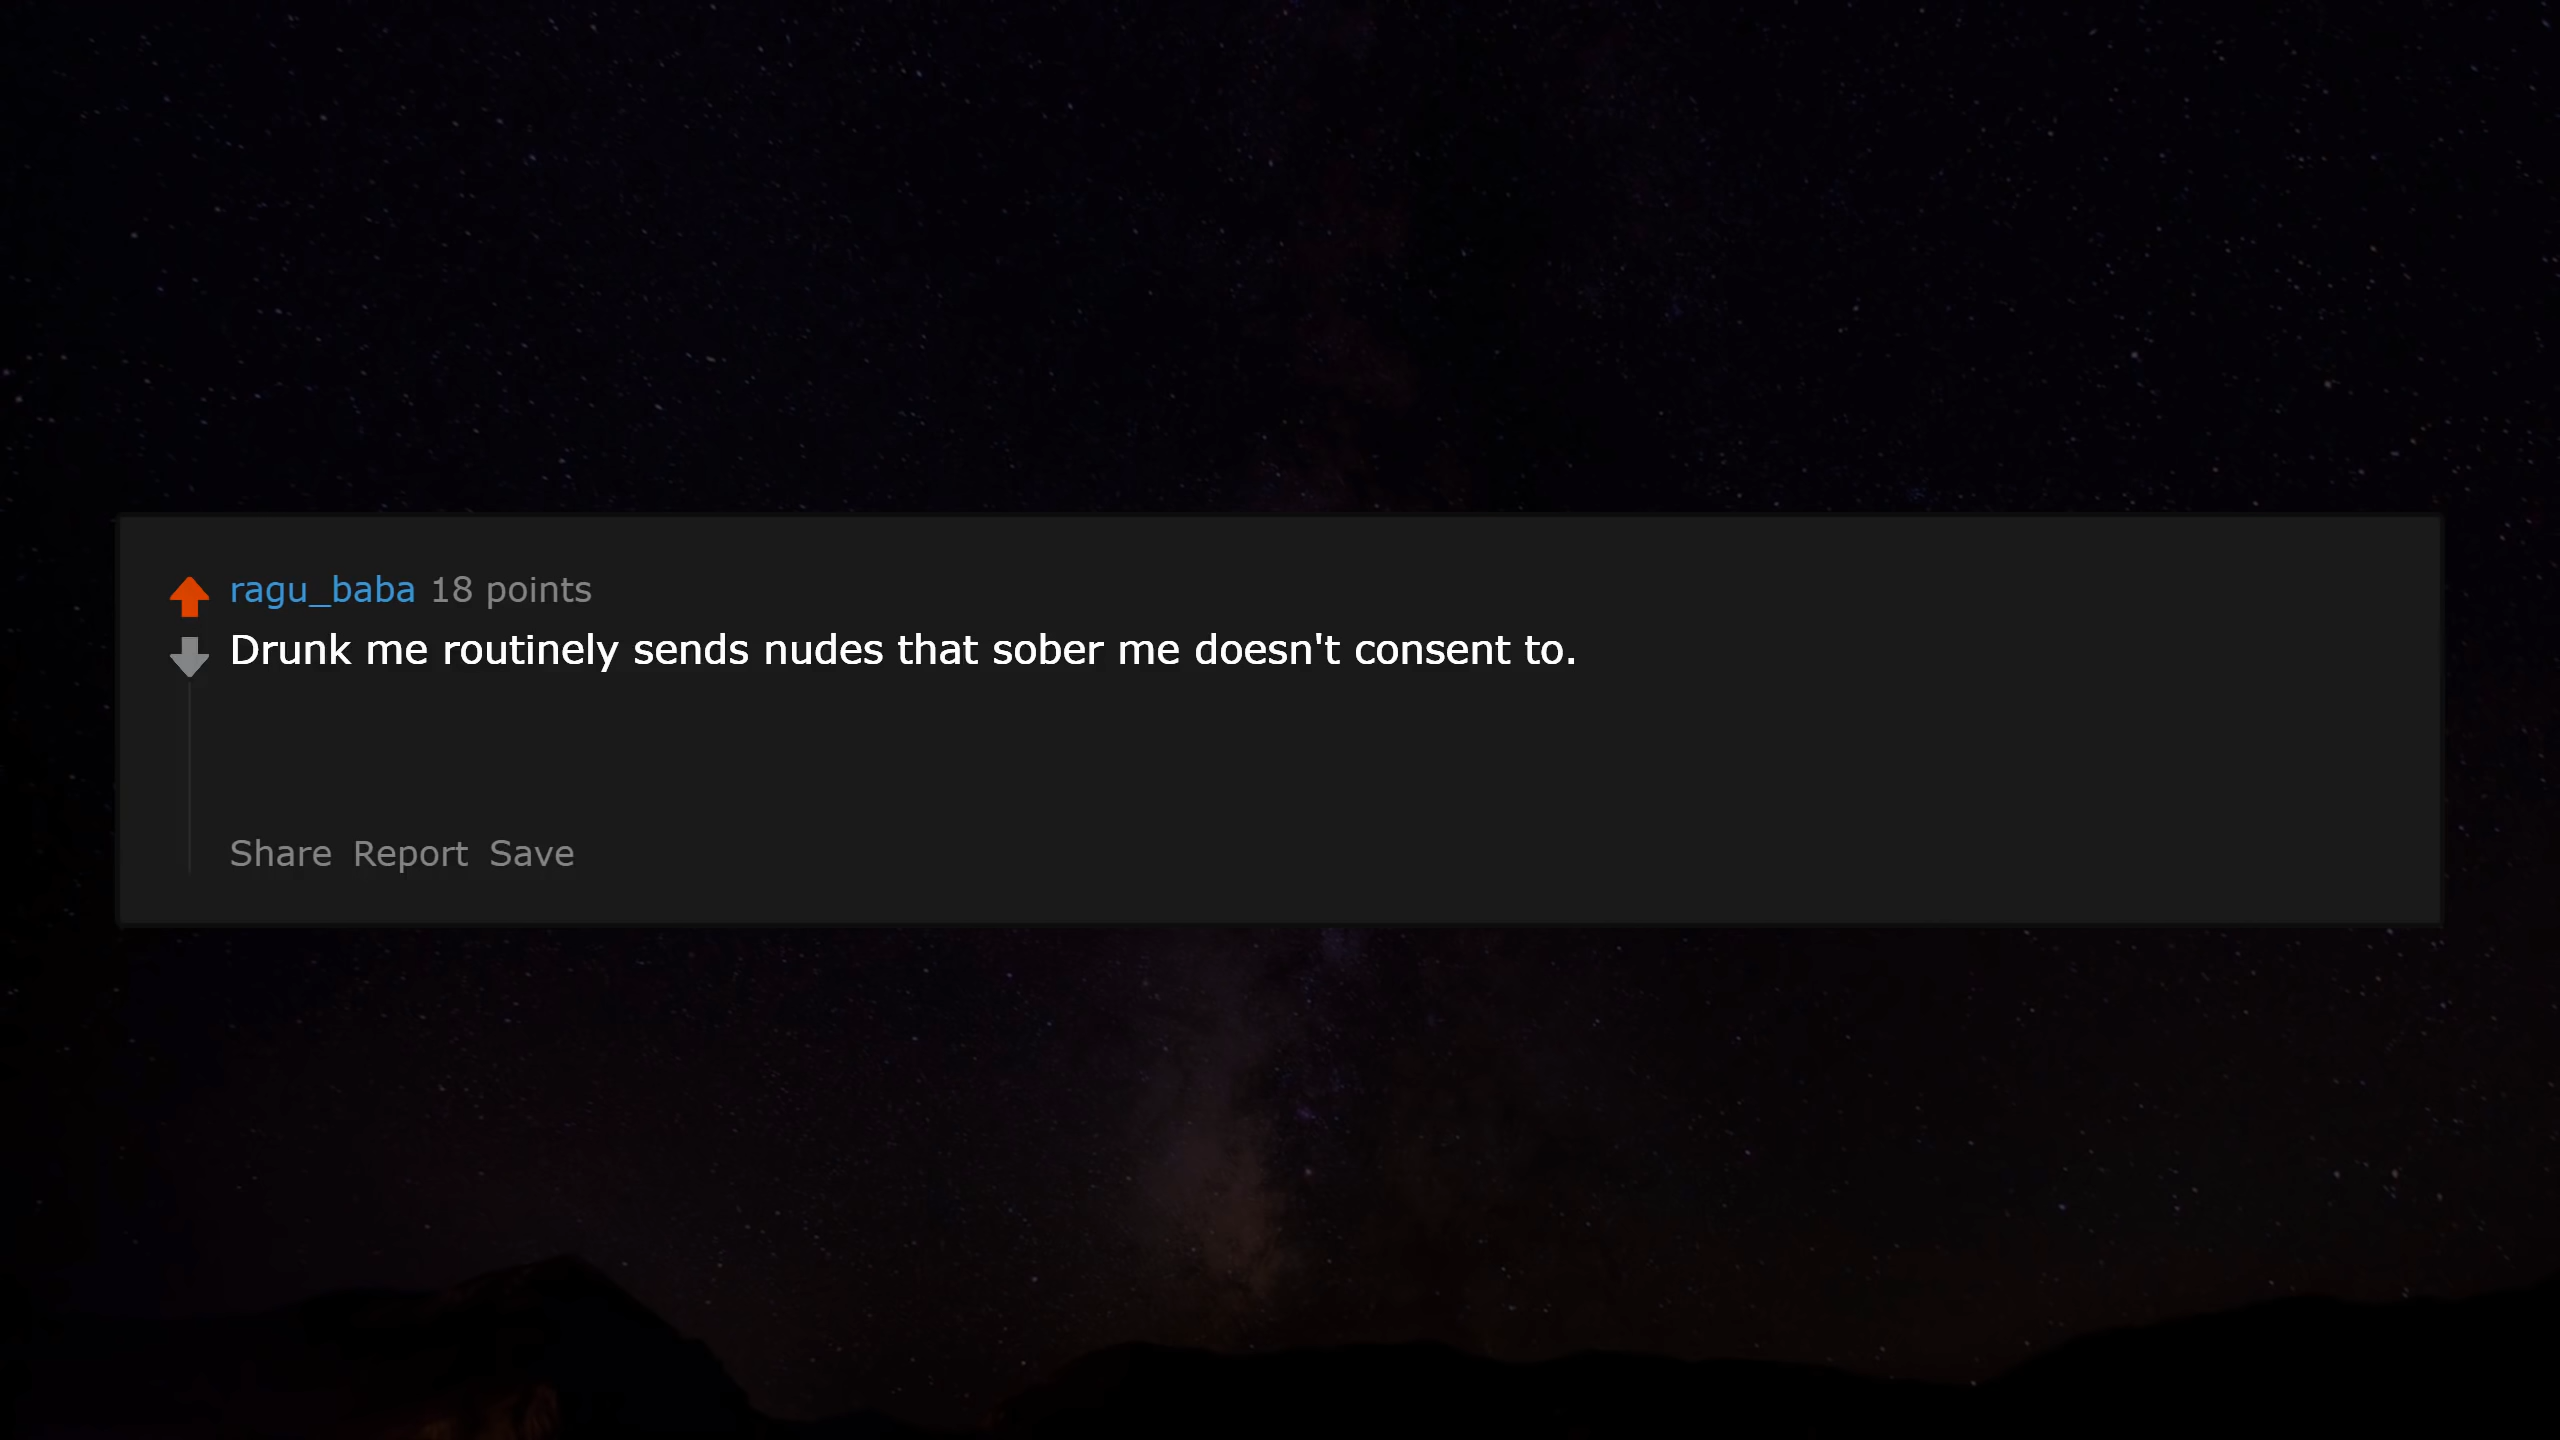 ragu_baba 18 points
Drunk me routinely sends nudes that sober me doesn't consent to.
Share Report Save